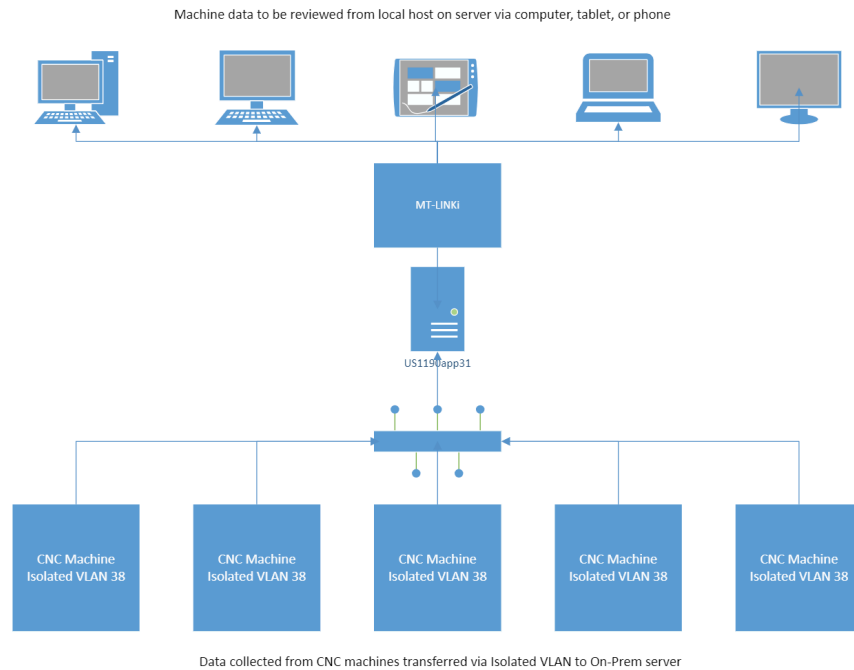 Machine data to be reviewed from local host on server via computer, tablet, or phone
MT-LINKi
US1190app31
CNC Machine
Isolated VLAN 38
CNC Machine
Isolated VLAN 38
CNC Machine
Isolated VLAN 38
CNC Machine
Isolated VLAN 38
CNC Machine
Isolated VLAN 38
Data collected from CNC machines transferred via Isolated VLAN to On-Prem server